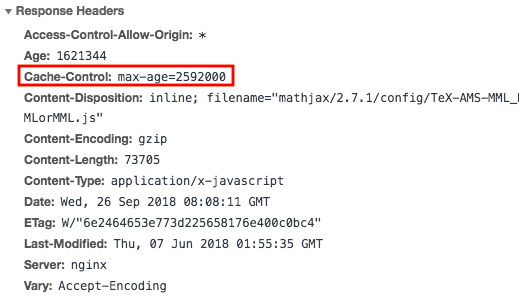 Response Headers
Access-Control-Allow-Origin: *
Age: 1621344
Cache-Control: max-age=2592000
Content-Disposition: inline; filename="mathjax/2.7.1/config/TeX-AMS-MML_
MLorMML.js"
Content-Encoding: gzip
Content-Length: 73705
Content-Type: application/x-javascript
Date: Wed, 26 Sep 2018 08:08:11 GMT
ETag: W/"6e2464653e773d225658176e400c0bc4"
Last-Modified: Thu, 07 Jun 2018 01:55:35 GMT
Server: nginx
Vary: Accept-Encoding